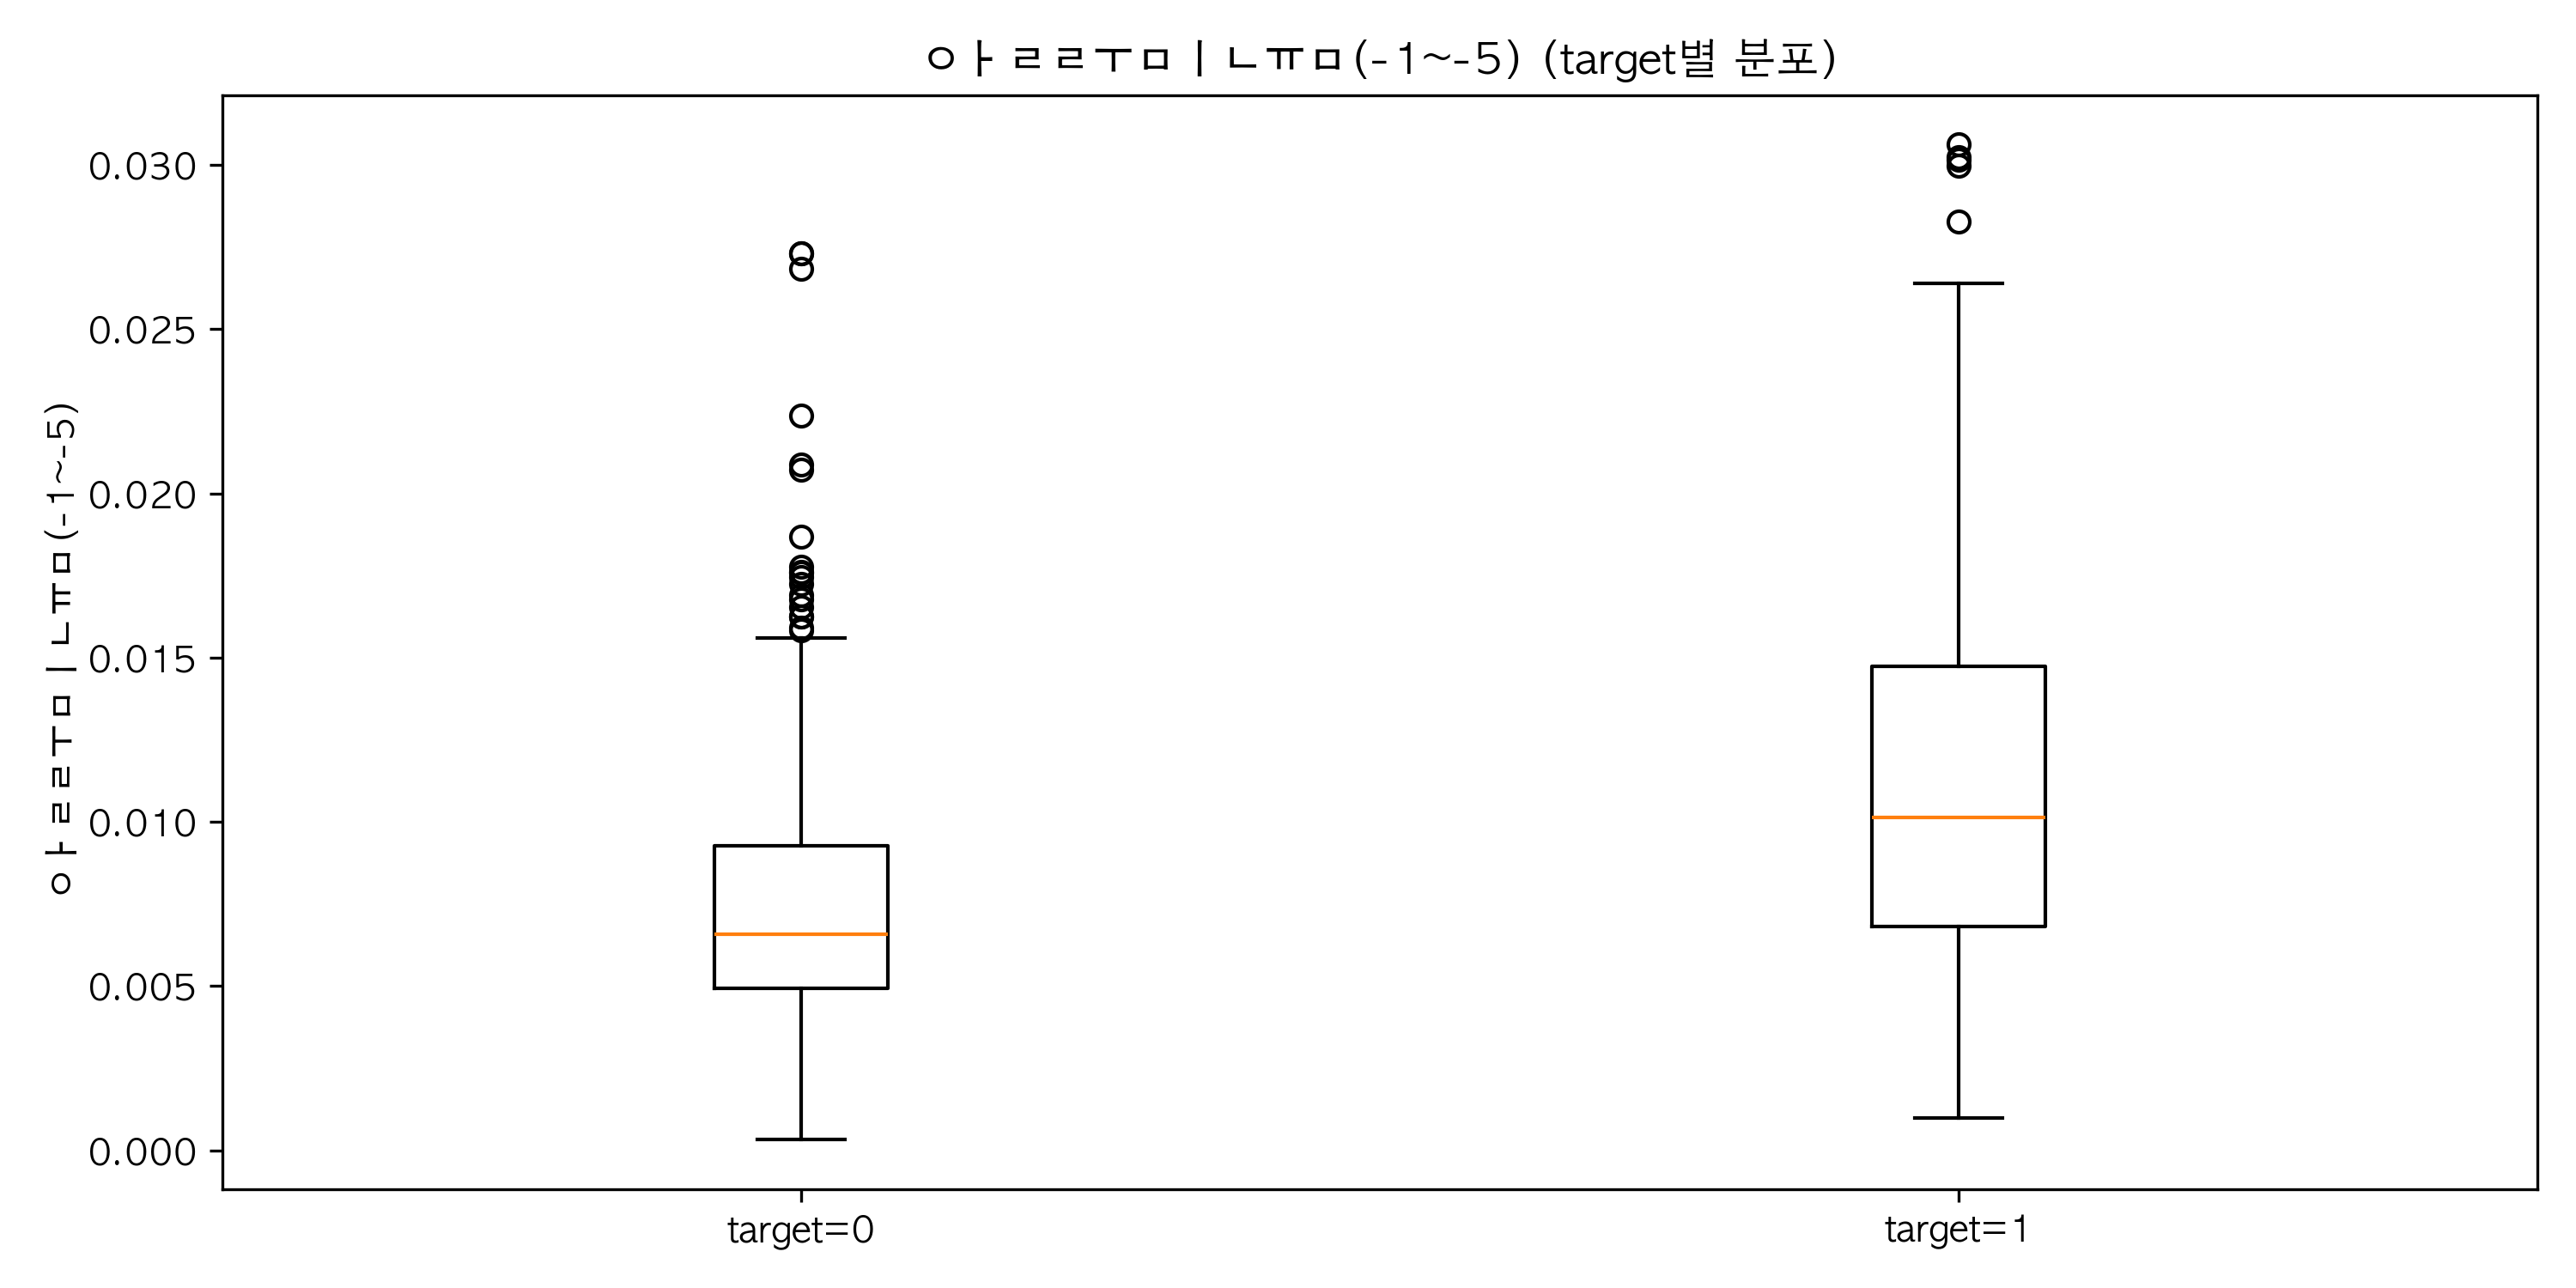 ㅇㅏㄹㄹㅜㅁㅣㄴㅠㅁ(-1~-5) (target별 분포)
ㅇㅏㄹㄹㅜㅁㅣㄴㅠㅁ(-1~-5)
0.030
0.025
0.020
0.015
0.010
0.005
0.000
target=0
target=1